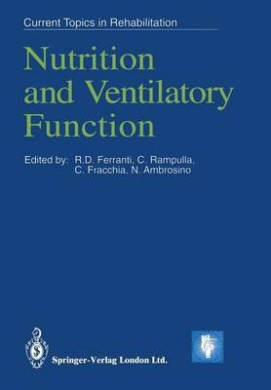 Current Topics in Rehabilitation
Nutrition
and Ventilatory
Function
Edited by: R.D. Ferranti, C. Rampulla,
C. Fracchia, N. Ambrosino
Springer-Verlag London Ltd.